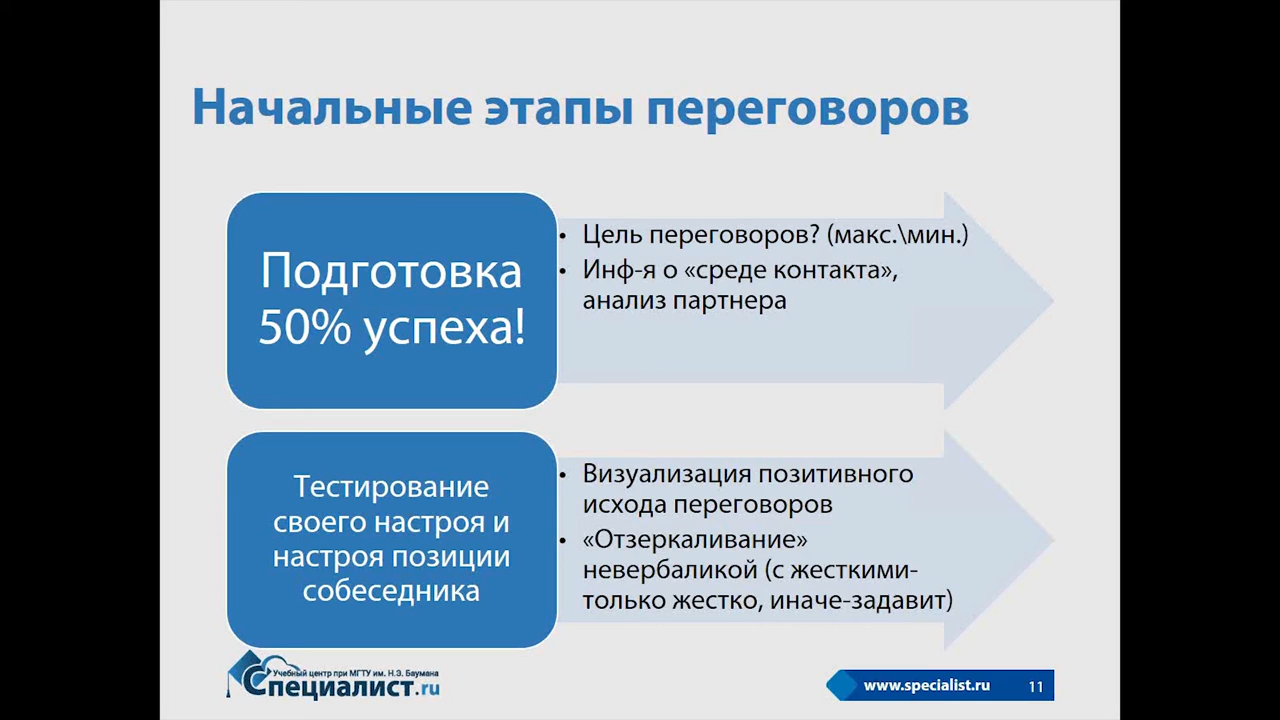 Начальные этапы переговоров
Подготовка
50% успеха!
• Цель переговоров? (макс.\мин.)
• Инф-я о «среде контакта»,
анализ партнера
Тестирование
своего настроя и
настроя позиции
собеседника
• Визуализация позитивного
исхода переговоров
• «Отзеркаливание»
невербаликой (с жесткими-
только жестко, иначе-задавит)
Учебный центр при МГТУ им. Н.Э. Баумана
Специалист.ru
www.specialist.ru
11